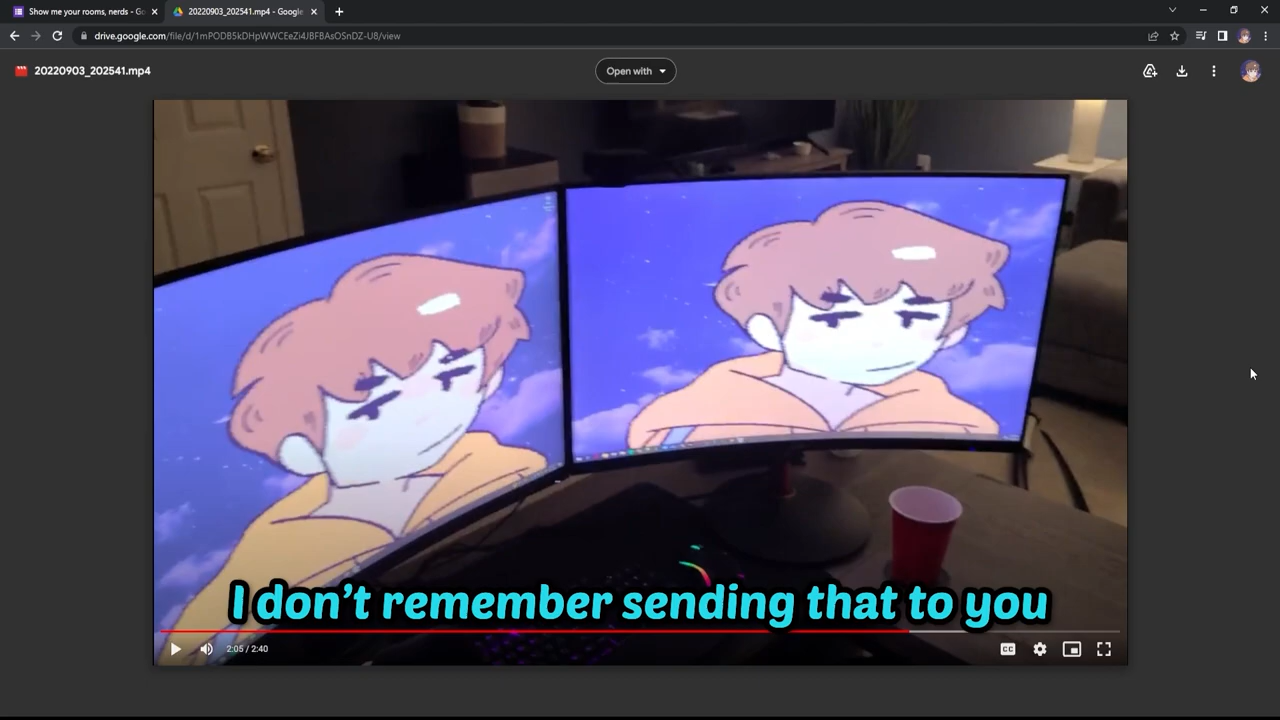 Show me your rooms, nerds - Go
20220903_202541.mp4 - Google
drive.google.com/file/d/1mPODB5kDHpWWCEeZi4JBFBAsOSnDZ-U8/view
20220903_202541.mp4
Open with
I don't remember sending that to you
2:05 / 2:40
CC